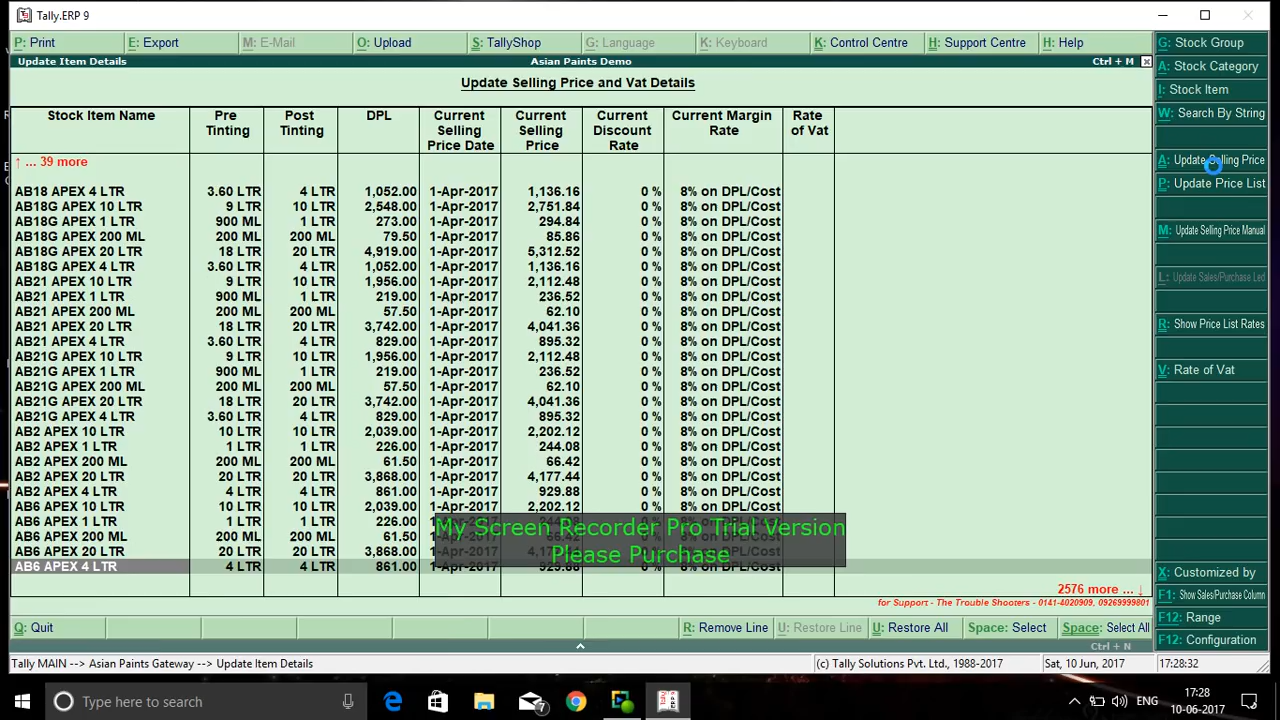 Tally.ERP 9
P: Print E: Export M: E-Mail O: Upload S: TallyShop G: Language K: Keyboard K: Control Centre H: Support Centre H: Help
Update Item Details Asian Paints Demo Ctrl + M
Update Selling Price and Vat Details
Stock Item Name Pre Tinting Post Tinting DPL Current Selling Price Date Current Selling Price Current Discount Rate Current Margin Rate Rate of Vat
↑ ... 39 more
AB18 APEX 4 LTR 3.60 LTR 4 LTR 1,052.00 1-Apr-2017 1,136.16 0 % 8% on DPL/Cost
AB18G APEX 10 LTR 9 LTR 10 LTR 2,548.00 1-Apr-2017 2,751.84 0 % 8% on DPL/Cost
AB18G APEX 1 LTR 900 ML 1 LTR 273.00 1-Apr-2017 294.84 0 % 8% on DPL/Cost
AB18G APEX 200 ML 200 ML 200 ML 79.50 1-Apr-2017 85.86 0 % 8% on DPL/Cost
AB18G APEX 20 LTR 18 LTR 20 LTR 4,919.00 1-Apr-2017 5,312.52 0 % 8% on DPL/Cost
AB18G APEX 4 LTR 3.60 LTR 4 LTR 1,052.00 1-Apr-2017 1,136.16 0 % 8% on DPL/Cost
AB21 APEX 10 LTR 9 LTR 10 LTR 1,956.00 1-Apr-2017 2,112.48 0 % 8% on DPL/Cost
AB21 APEX 1 LTR 900 ML 1 LTR 219.00 1-Apr-2017 236.52 0 % 8% on DPL/Cost
AB21 APEX 200 ML 200 ML 200 ML 57.50 1-Apr-2017 62.10 0 % 8% on DPL/Cost
AB21 APEX 20 LTR 18 LTR 20 LTR 3,742.00 1-Apr-2017 4,041.36 0 % 8% on DPL/Cost
AB21 APEX 4 LTR 3.60 LTR 4 LTR 829.00 1-Apr-2017 895.32 0 % 8% on DPL/Cost
AB21G APEX 10 LTR 9 LTR 10 LTR 1,956.00 1-Apr-2017 2,112.48 0 % 8% on DPL/Cost
AB21G APEX 1 LTR 900 ML 1 LTR 219.00 1-Apr-2017 236.52 0 % 8% on DPL/Cost
AB21G APEX 200 ML 200 ML 200 ML 57.50 1-Apr-2017 62.10 0 % 8% on DPL/Cost
AB21G APEX 20 LTR 18 LTR 20 LTR 3,742.00 1-Apr-2017 4,041.36 0 % 8% on DPL/Cost
AB21G APEX 4 LTR 3.60 LTR 4 LTR 829.00 1-Apr-2017 895.32 0 % 8% on DPL/Cost
AB2 APEX 10 LTR 10 LTR 10 LTR 2,039.00 1-Apr-2017 2,202.12 0 % 8% on DPL/Cost
AB2 APEX 1 LTR 1 LTR 1 LTR 226.00 1-Apr-2017 244.08 0 % 8% on DPL/Cost
AB2 APEX 200 ML 200 ML 200 ML 61.50 1-Apr-2017 66.42 0 % 8% on DPL/Cost
AB2 APEX 20 LTR 20 LTR 20 LTR 3,868.00 1-Apr-2017 4,177.44 0 % 8% on DPL/Cost
AB2 APEX 4 LTR 4 LTR 4 LTR 861.00 1-Apr-2017 929.88 0 % 8% on DPL/Cost
AB6 APEX 10 LTR 10 LTR 10 LTR 2,039.00 1-Apr-2017 2,202.12 0 % 8% on DPL/Cost
AB6 APEX 1 LTR 1 LTR 1 LTR 226.00
AB6 APEX 200 ML 200 ML 200 ML 61.50
AB6 APEX 20 LTR 20 LTR 20 LTR 3,868.00
AB6 APEX 4 LTR 4 LTR 4 LTR 861.00
My Screen Recorder Pro Trial Version
Please Purchase
2576 more ... ↓
for Support - The Trouble Shooters - 0141-4020909, 09269999801
G: Stock Group
A: Stock Category
I: Stock Item
W: Search By String
A: Update Selling Price
P: Update Price List
M: Update Selling Price Manual
L: Update Sales/Purchase Led
R: Show Price List Rates
V: Rate of Vat
X: Customized by
F1: Show Sales/Purchase Column
F12: Range
F12: Configuration
Q: Quit R: Remove Line U: Restore Line U: Restore All Space: Select Space: Select All
Ctrl + N
Tally MAIN --> Asian Paints Gateway --> Update Item Details (c) Tally Solutions Pvt. Ltd., 1988-2017 Sat, 10 Jun, 2017 17:28:32
Type here to search 7 ENG 17:28
10-06-2017